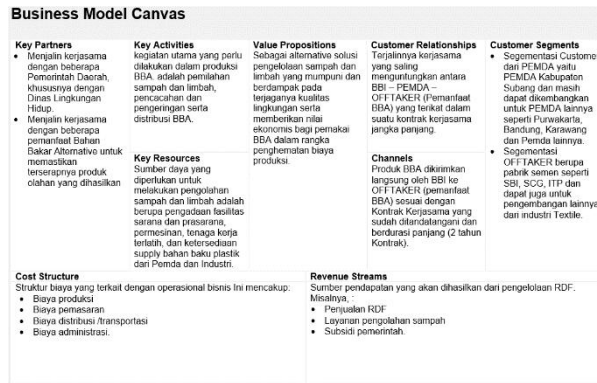 Business Model Canvas
Key Partners
• Menjalin kerjasama
dengan beberapa
Pemerintah Daerah,
khususnya dengan
Dinas Lingkungan
Hidup.
• Menjalin kerjasama
dengan beberapa
pemanfaat Bahan
Bakar Alternative untuk
memastikan
terserapnya produk
olahan yang dihasilkan
Key Activities
kegiatan utama yang perlu
dilakukan dalam produksi
BBA. adalah pemilahan
sampah dan limbah,
pencacahan dan
pengeringan serta
distribusi BBA.
Key Resources
Sumber daya yang
diperlukan untuk
melakukan pengolahan
sampah dan limbah adalah
berupa pengadaan fasilitas
sarana dan prasarana,
permesinan, tenaga kerja
terlatih, dan ketersediaan
supply bahan baku plastik
dari Pemda dan Industri.
Value Propositions
Sebagai alternative solusi
pengelolaan sampah dan
limbah yang mumpuni dan
berdampak pada
terjaganya kualitas
lingkungan serta
memberikan nilai
ekonomis bagi pemakai
BBA dalam rangka
penghematan biaya
produksi.
Customer Relationships
Terjalinnya kerjasama
yang saling
menguntungkan antara
BBI – PEMDA –
OFFTAKER (Pemanfaat
BBA) yang terikat dalam
suatu kontrak kerjasama
jangka panjang.
Channels
Produk BBA dikirimkan
langsung oleh BBI ke
OFFTAKER (pemanfaat
BBA) sesuai dengan
Kontrak Kerjasama yang
sudah ditandatangani dan
berdurasi panjang (2 tahun
Kontrak).
Customer Segments
• Segmentasi Custome
dari PEMDA yaitu
PEMDA Kabupaton
Subang dan masih
dapat dikembangkan
untuk PEMDA lainnya
seperti Purwakarta,
Bandung, Karawang
dan Pemda lainnya.
• Segementasi
OFFTAKER berupa
pabrik semen seperti
SBI, SCG, ITP dan
dapat juga untuk
pengembangan lainnya
dari industri Textile.
Cost Structure
Struktur biaya yang terkait dengan operasional bisnis Ini mencakup:
• Biaya produksi
• Biaya pemasaran
• Biaya distribusi /transportasi
• Biaya administrasi.
Revenue Streams
Sumber pendapatan yang akan dihasilkan dari pengelolaan RDF.
Misalnya, :
• Penjualan RDF
• Layanan pengolahan sampah
• Subsidi pemerintah.